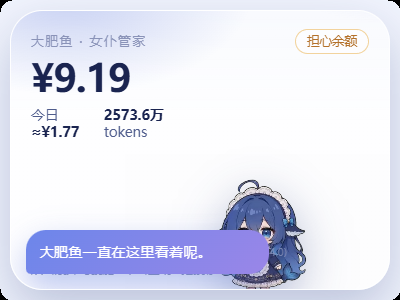 大肥鱼 · 女仆管家
担心余额
¥9.19
今日
2573.6万
≈¥1.77
tokens
大肥鱼一直在这里看着呢。